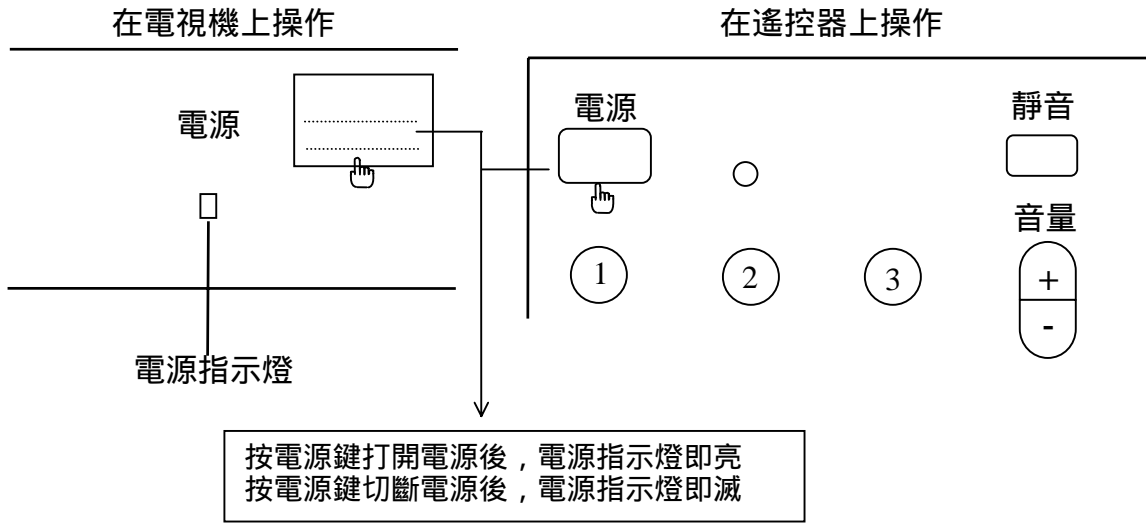 在電視機上操作
在遙控器上操作
電源
電源
靜音
音量
1
2
3
+
-
電源指示燈
按電源鍵打開電源後，電源指示燈即亮
按電源鍵切斷電源後，電源指示燈即滅